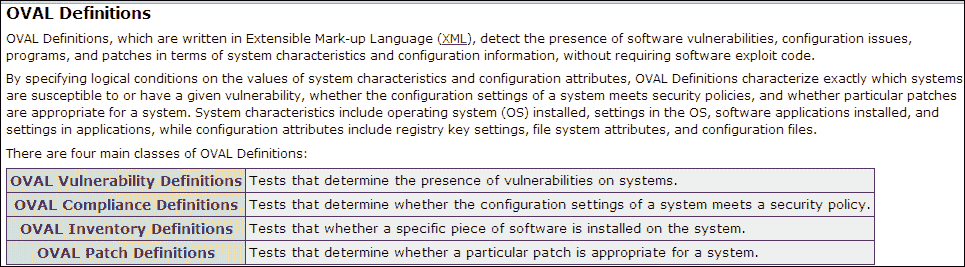 OVAL Definitions
OVAL Definitions, which are written in Extensible Mark-up Language (XML), detect the presence of software vulnerabilities, configuration issues,
programs, and patches in terms of system characteristics and configuration information, without requiring software exploit code.
By specifying logical conditions on the values of system characteristics and configuration attributes, OVAL Definitions characterize exactly which systems
are susceptible to or have a given vulnerability, whether the configuration settings of a system meets security policies, and whether particular patches
are appropriate for a system. System characteristics include operating system (OS) installed, settings in the OS, software applications installed, and
settings in applications, while configuration attributes include registry key settings, file system attributes, and configuration files.
There are four main classes of OVAL Definitions:
OVAL Vulnerability Definitions Tests that determine the presence of vulnerabilities on systems.
OVAL Compliance Definitions Tests that determine whether the configuration settings of a system meets a security policy.
OVAL Inventory Definitions Tests that whether a specific piece of software is installed on the system.
OVAL Patch Definitions Tests that determine whether a particular patch is appropriate for a system.